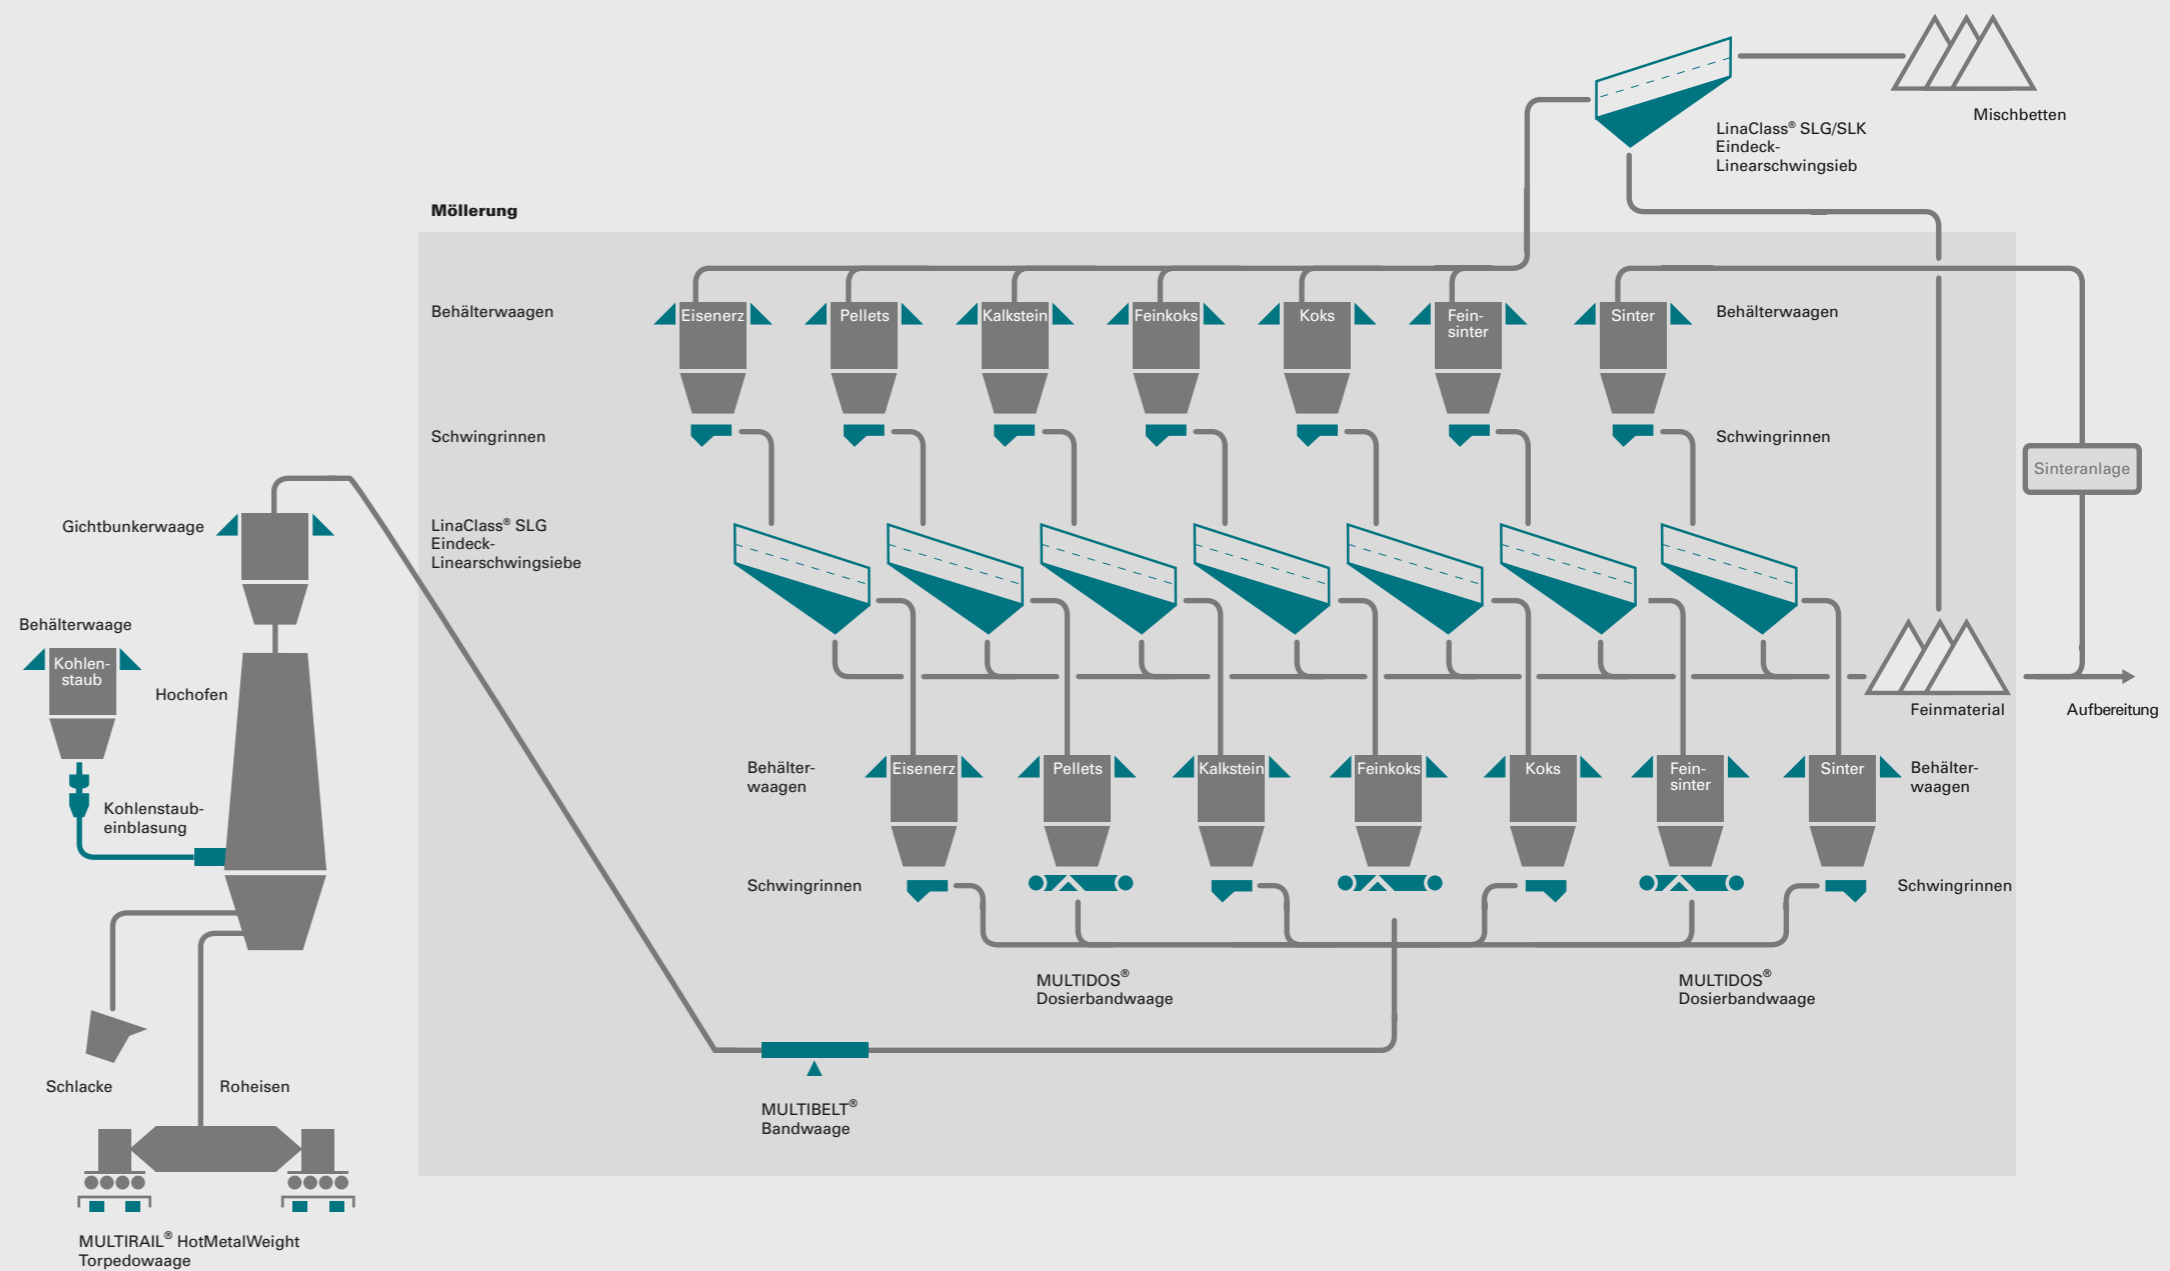 Mischbetten
LinaClass® SLG/SLK
Eindeck-
Linearschwingsieb
Möllerung
Behälterwaagen
Eisenerz
Pellets
Kalkstein
Feinkoks
Koks
Fein-
sinter
Sinter
Behälterwaagen
Schwingrinnen
Schwingrinnen
Sinteranlage
Gichtbunkerwaage
LinaClass® SLG
Eindeck-
Linearschwingsiebe
Behälterwaage
Kohlen-
staub
Hochofen
Feinmaterial
Aufbereitung
Behälter-
waagen
Eisenerz
Pellets
Kalkstein
Feinkoks
Koks
Fein-
sinter
Sinter
Behälter-
waagen
Kohlenstaub-
einblasung
Schwingrinnen
Schwingrinnen
MULTIDOS®
Dosierbandwaage
MULTIDOS®
Dosierbandwaage
Schlacke
Roheisen
MULTIBELT®
Bandwaage
MULTIRAIL® HotMetalWeight
Torpedowaage